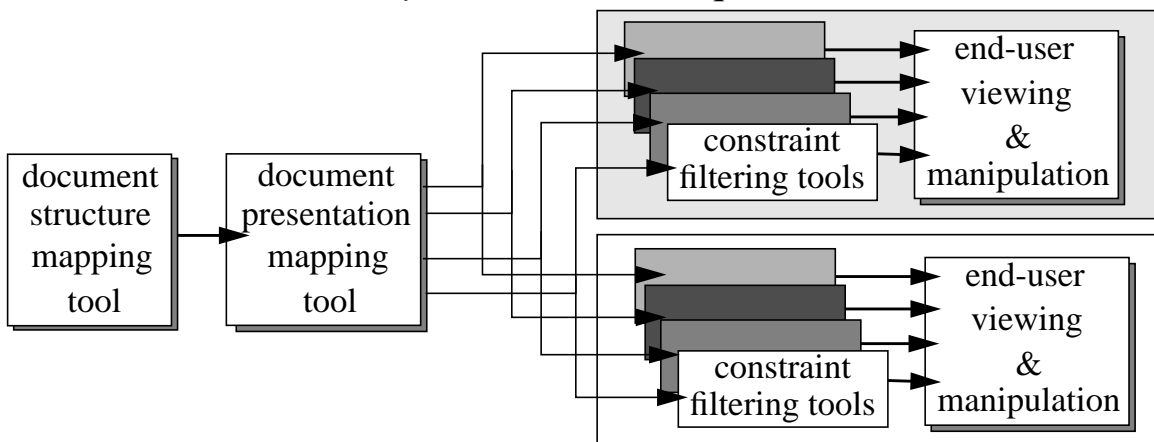 document
structure
mapping
tool
document
presentation
mapping
tool
constraint
filtering tools
end-user
viewing
&
manipulation
constraint
filtering tools
end-user
viewing
&
manipulation